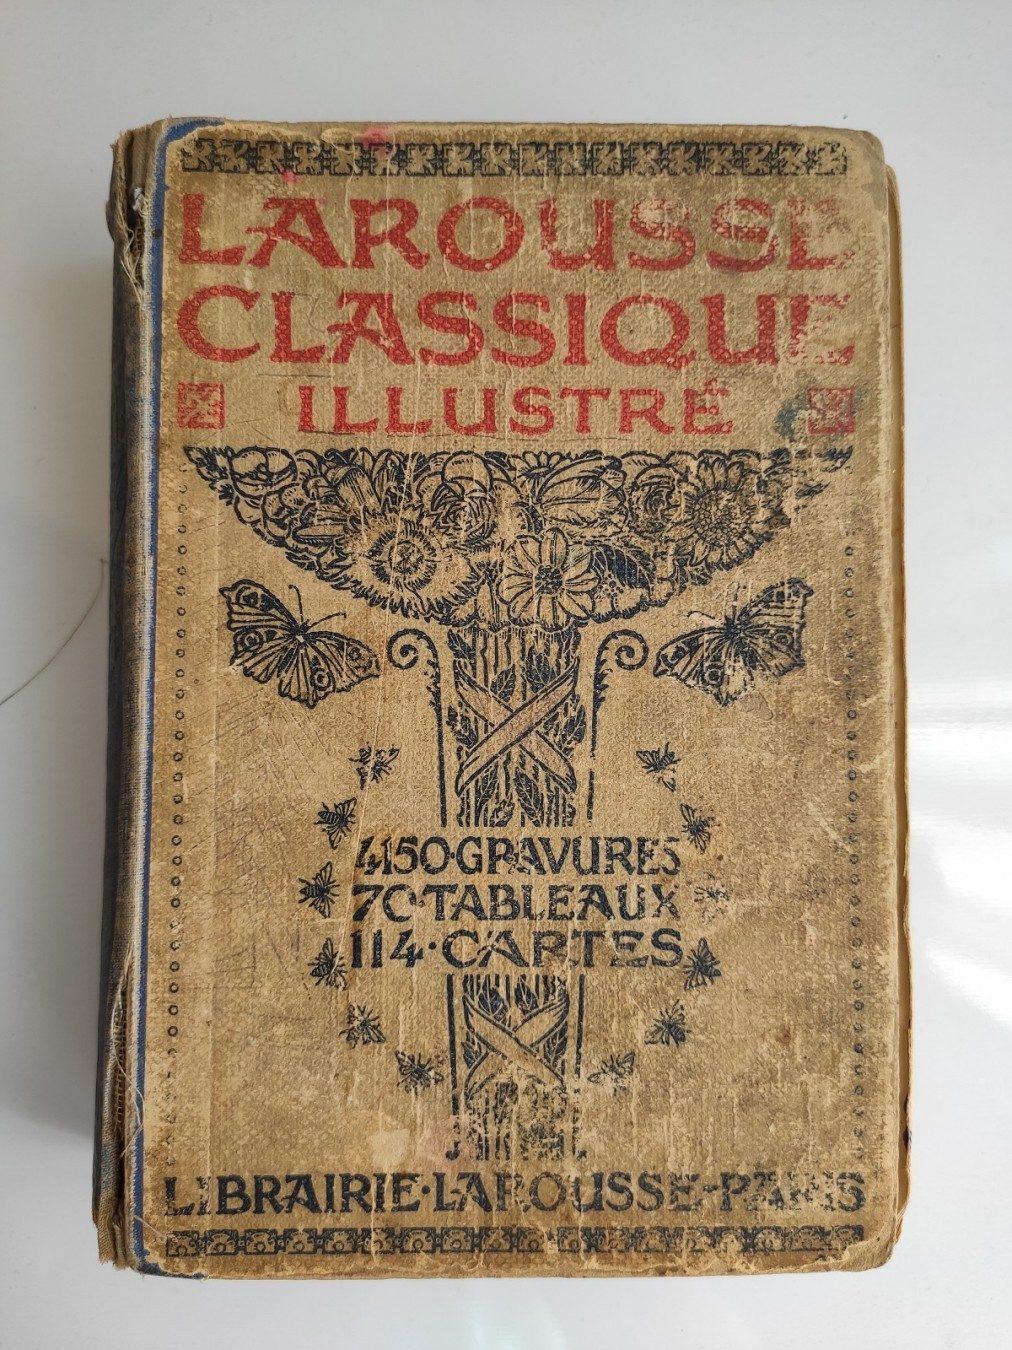 LAROUSSE
CLASSIQUE
ILLUSTRÉ
4150·GRAVURES
70·TABLEAUX
114·CARTES
LIBRAIRIE·LAROUSSE-PARIS